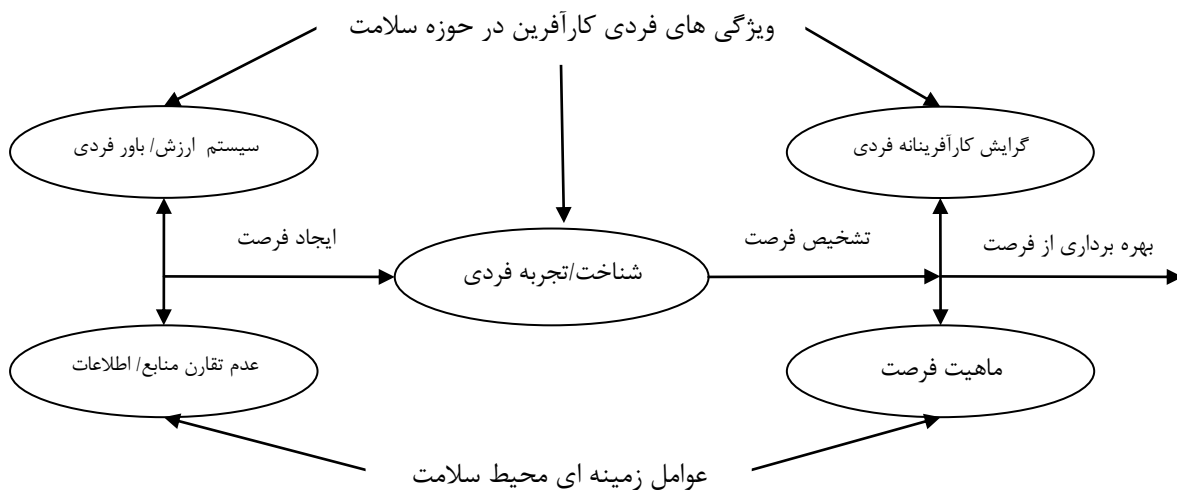 ویژگی های فردی کارآفرین در حوزه سلامت
گرایش کارآفرینانه فردی
سیستم ارزش/ باور فردی
بهره برداری از فرصت
تشخیص فرصت
ایجاد فرصت
شناخت/تجربه فردی
ماهیت فرصت
عدم تقارن منابع/ اطلاعات
عوامل زمینه ای محیط سلامت